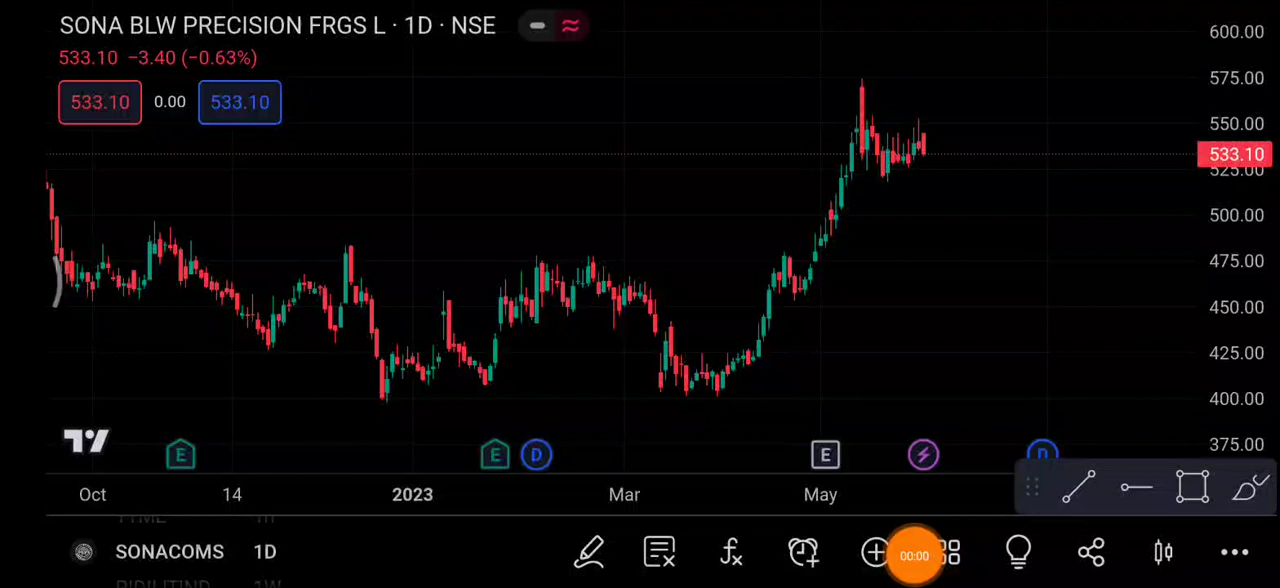 SONA BLW PRECISION FRGS L · 1D · NSE
533.10 −3.40 (−0.63%)
533.10 0.00 533.10
600.00
575.00
550.00
533.10
525.00
500.00
475.00
450.00
425.00
400.00
375.00
E E D E D
Oct 14 2023 Mar May
SONACOMS 1D
00:00